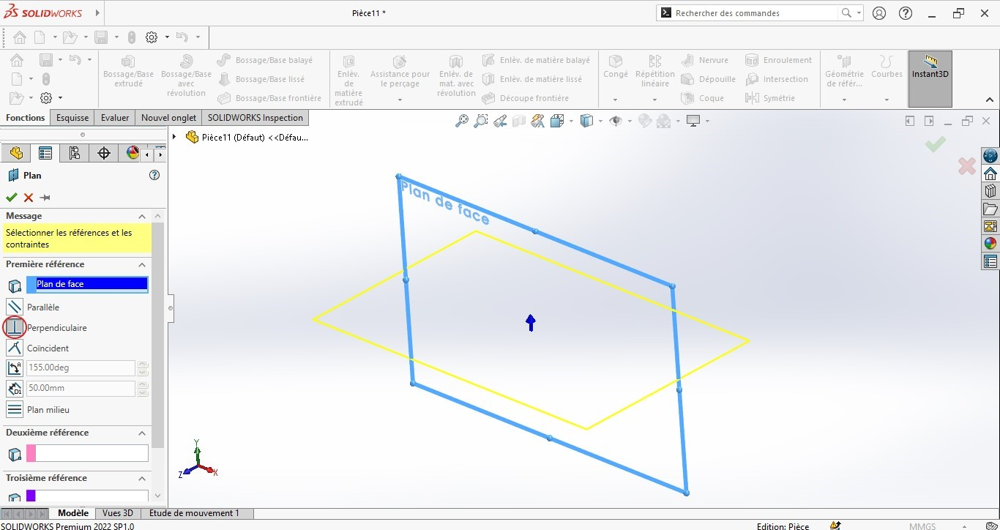 SOLIDWORKS
Pièce11 *
Rechercher des commandes
Bossage/Base
extrudé
Bossage/Base
avec
révolution
Bossage/Base balayé
Bossage/Base lissé
Bossage/Base frontière
Enlèv.
de
matière
extrudé
Assistance pour
le perçage
Enlèv. de
mat. avec
révolution
Enlèv. de matière balayé
Enlèv. de matière lissé
Découpe frontière
Congé
Répétition
linéaire
Nervure
Dépouille
Coque
Enroulement
Intersection
Symétrie
Géométrie
de référ...
Courbes
Instant3D
Fonctions
Esquisse
Evaluer
Nouvel onglet
SOLIDWORKS Inspection
Pièce11 (Défaut) <<Défau...
Plan
Message
Sélectionner les références et les
contraintes
Première référence
Plan de face
Parallèle
Perpendiculaire
Coïncident
155.00deg
50.00mm
Plan milieu
Deuxième référence
Troisième référence
Plan de face
Y
Z
X
Modèle
Vues 3D
Etude de mouvement 1
SOLIDWORKS Premium 2022 SP1.0
Edition: Pièce
MMGS